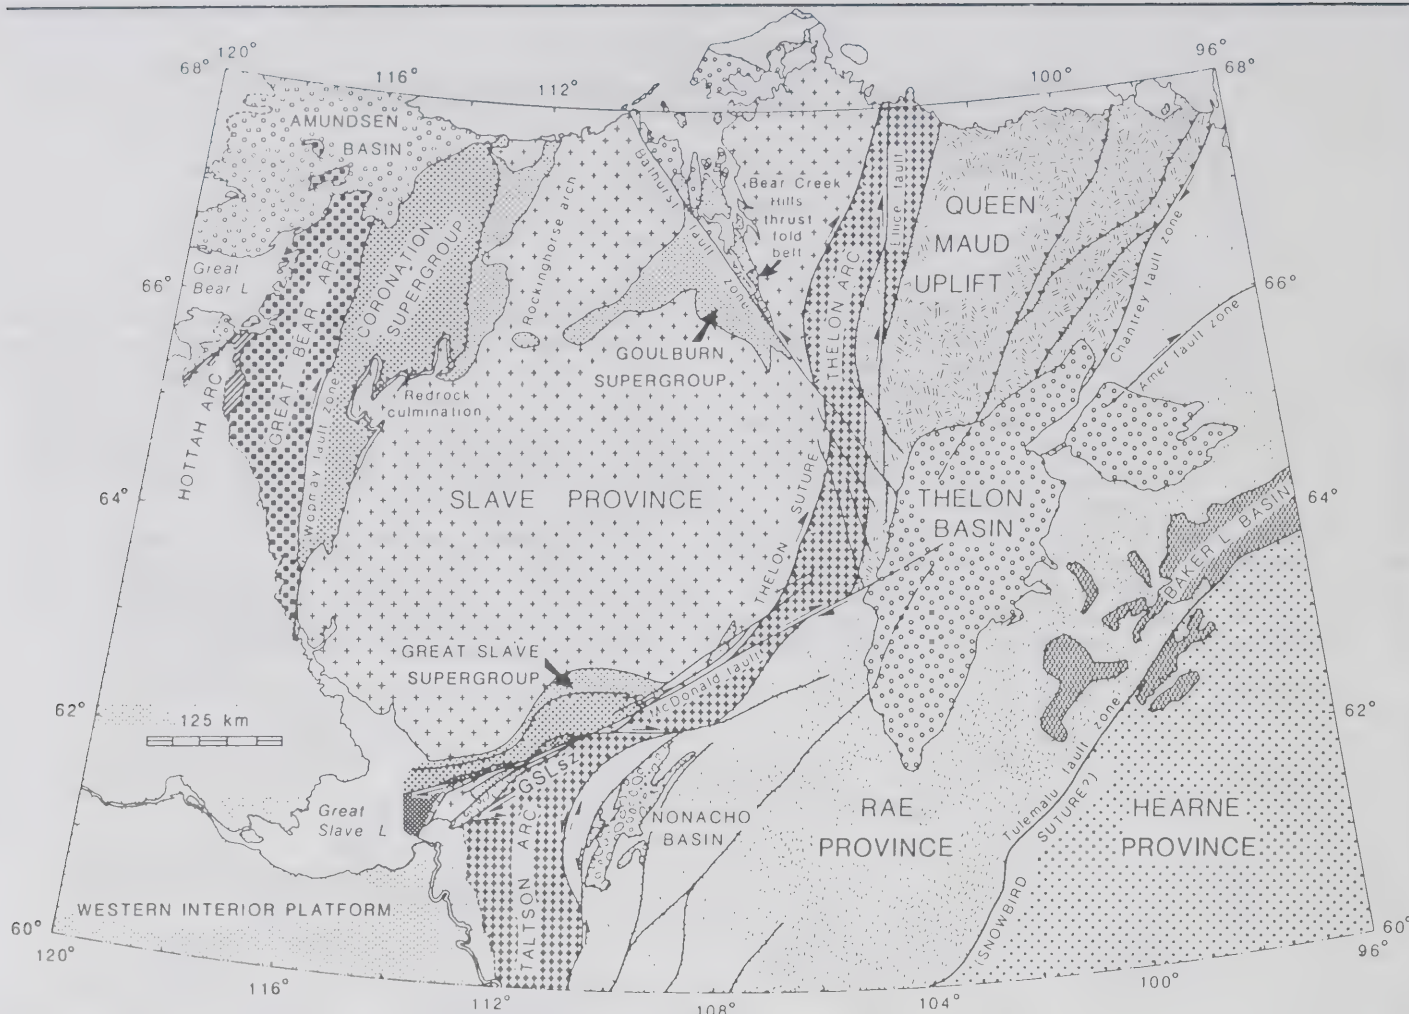 120°
68°
116°
112°
100°
96°
68°
AMUNDSEN
BASIN
Bathurst fault zone
Bear Creek
Hills
thrust
fold
belt
Rockinghorse arch
Ellice fault
QUEEN
MAUD
UPLIFT
Great
Bear L
66°
66°
GREAT BEAR ARC
CORONATION
SUPERGROUP
THELON ARC
Chantrey fault zone
Amer fault zone
GOULBURN
SUPERGROUP
Redrock
culmination
HOTTAH ARC
Wopmay fault zone
64°
64°
SLAVE PROVINCE
THELON SUTURE
THELON
BASIN
BAKER L BASIN
GREAT SLAVE
SUPERGROUP
McDonald fault
62°
62°
125 km
GSLsz
Great
Slave L
TALTSON ARC
NONACHO
BASIN
RAE
PROVINCE
Tulemalu fault zone
(SNOWBIRD SUTURE?)
HEARNE
PROVINCE
WESTERN INTERIOR PLATFORM
60°
120°
60°
96°
116°
112°
108°
104°
100°